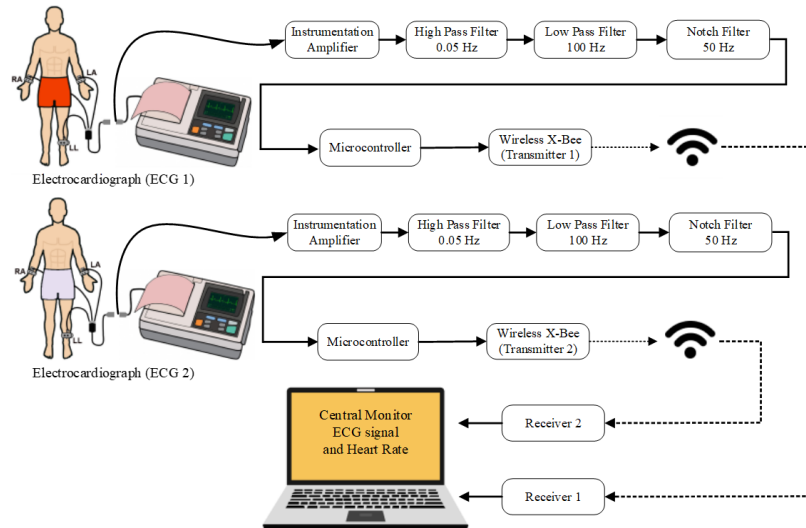 Instrumentation
Amplifier
High Pass Filter
0.05 Hz
Low Pass Filter
100 Hz
Notch Filter
50 Hz
RA
LA
LL
Microcontroller
Wireless X-Bee
(Transmitter 1)
Electrocardiograph (ECG 1)
Instrumentation
Amplifier
High Pass Filter
0.05 Hz
Low Pass Filter
100 Hz
Notch Filter
50 Hz
RA
LA
LL
Microcontroller
Wireless X-Bee
(Transmitter 2)
Electrocardiograph (ECG 2)
Central Monitor
ECG signal
and Heart Rate
Receiver 2
Receiver 1